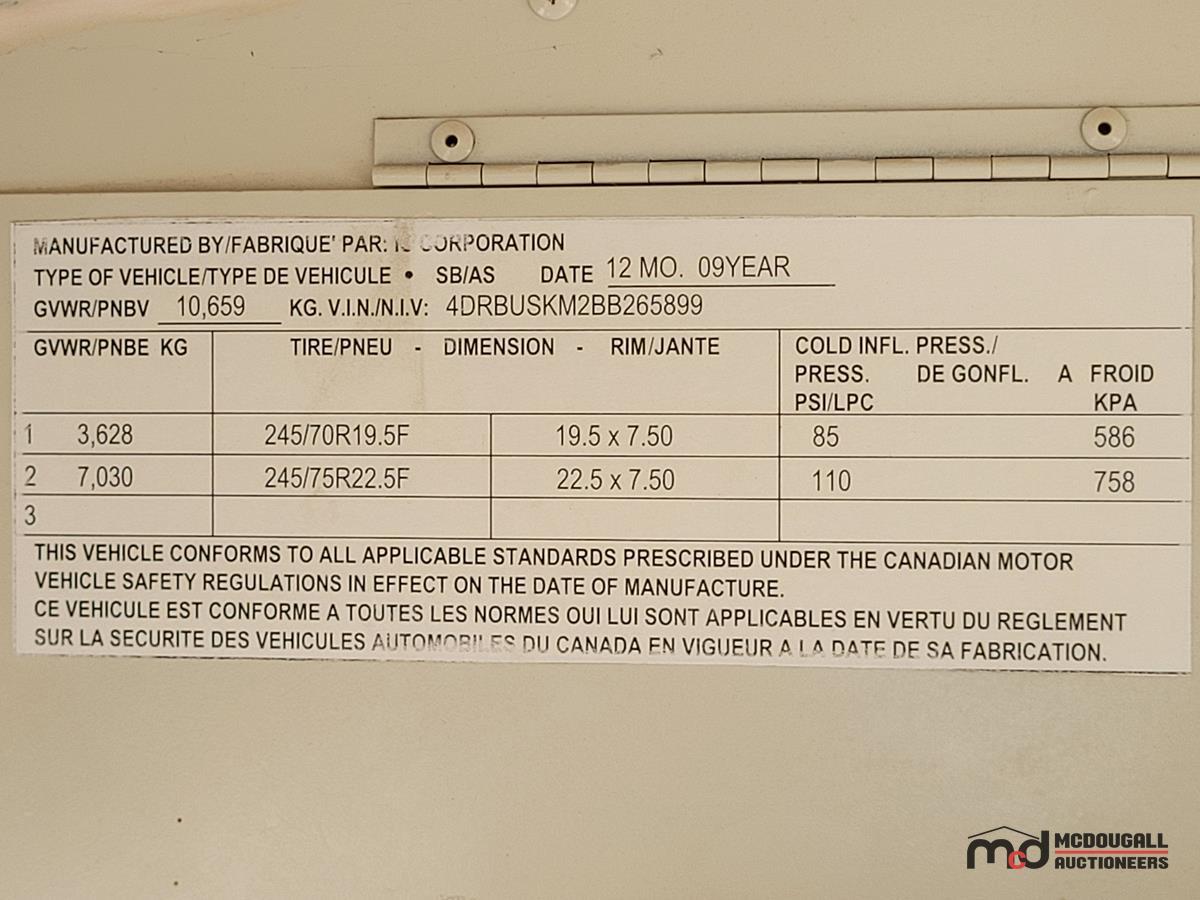 MANUFACTURED BY/FABRIQUE' PAR: IC CORPORATION
TYPE OF VEHICLE/TYPE DE VEHICULE • SB/AS DATE 12 MO. 09YEAR
GVWR/PNBV 10,659 KG. V.I.N./N.I.V: 4DRBUSKM2BB265899
GVWR/PNBE KG TIRE/PNEU - DIMENSION - RIM/JANTE COLD INFL. PRESS./
PRESS. DE GONFL. A FROID
PSI/LPC KPA
1 3,628 245/70R19.5F 19.5 x 7.50 85 586
2 7,030 245/75R22.5F 22.5 x 7.50 110 758
3
THIS VEHICLE CONFORMS TO ALL APPLICABLE STANDARDS PRESCRIBED UNDER THE CANADIAN MOTOR
VEHICLE SAFETY REGULATIONS IN EFFECT ON THE DATE OF MANUFACTURE.
CE VEHICULE EST CONFORME A TOUTES LES NORMES OUI LUI SONT APPLICABLES EN VERTU DU REGLEMENT
SUR LA SECURITE DES VEHICULES AUTOMOBILES DU CANADA EN VIGUEUR A LA DATE DE SA FABRICATION.
mcd MCDOUGALL
AUCTIONEERS